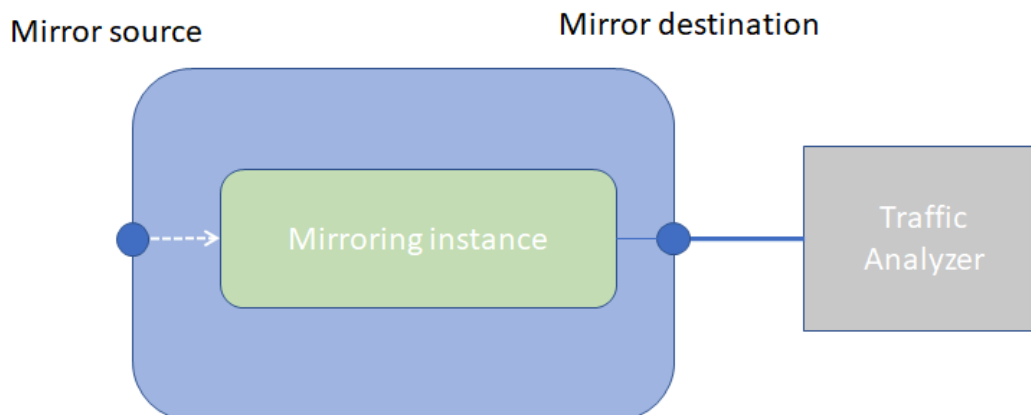 Mirror source
Mirror destination
Mirroring instance
Traffic
Analyzer